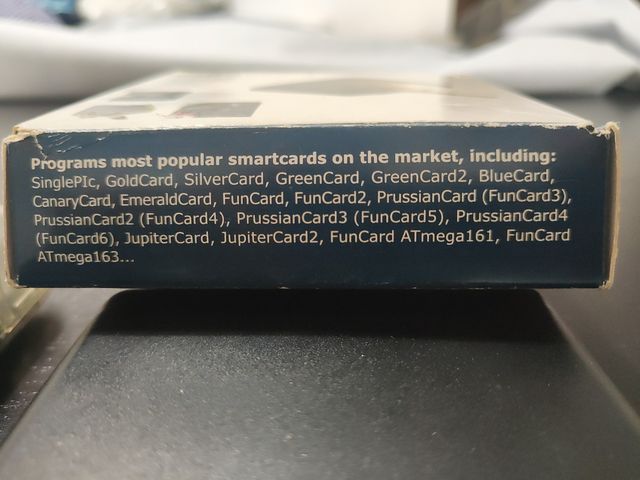 Programs most popular smartcards on the market, including:
SinglePIc, GoldCard, SilverCard, GreenCard, GreenCard2, BlueCard,
CanaryCard, EmeraldCard, FunCard, FunCard2, PrussianCard (FunCard3),
PrussianCard2 (FunCard4), PrussianCard3 (FunCard5), PrussianCard4
(FunCard6), JupiterCard, JupiterCard2, FunCard ATmega161, FunCard
ATmega163...